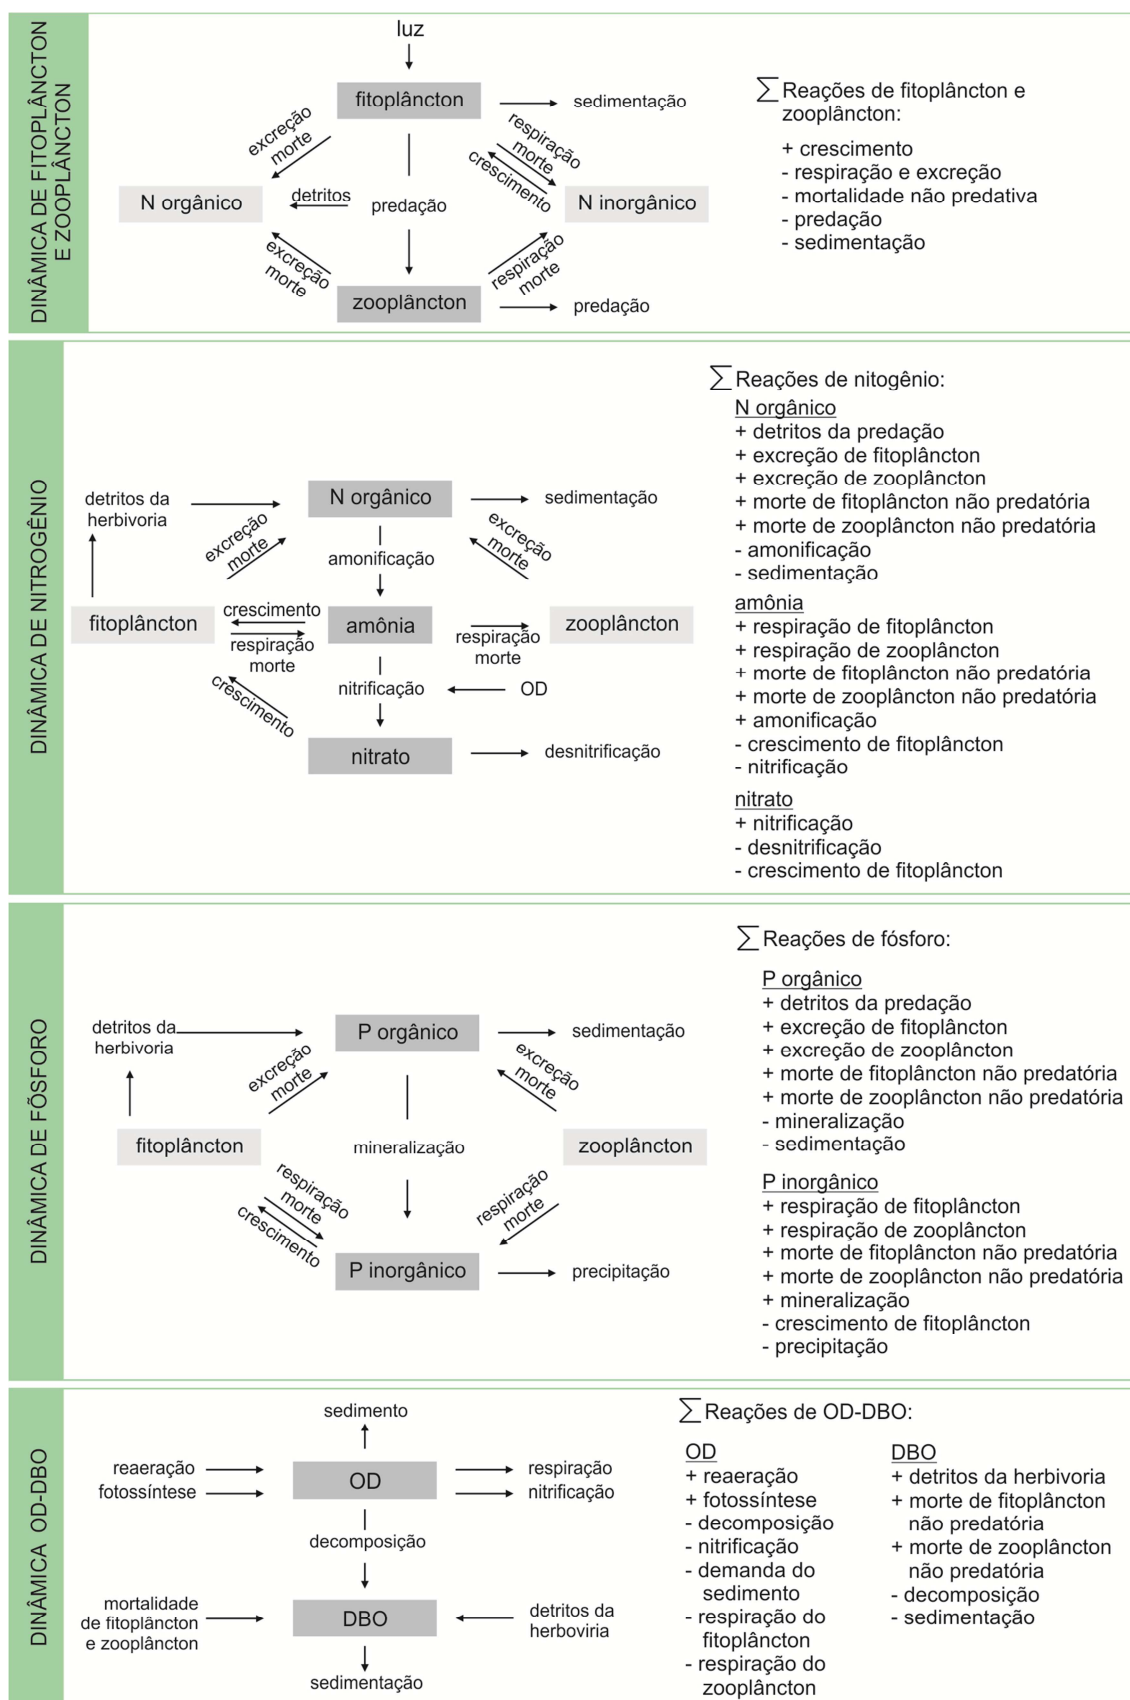 DINÂMICA DE FITOPLÂNCTON
E ZOOPLÂNCTON
luz
fitoplâncton
sedimentação
excreção
morte
respiração
morte
crescimento
N orgânico
detritos
predação
N inorgânico
excreção
morte
respiração
morte
zooplâncton
predação
∑ Reações de fitoplâncton e
zooplâncton:
+ crescimento
- respiração e excreção
- mortalidade não predativa
- predação
- sedimentação
DINÂMICA DE NITROGÊNIO
detritos da
herbivoria
N orgânico
sedimentação
excreção
morte
amonificação
excreção
morte
fitoplâncton
crescimento
respiração
morte
amônia
respiração
morte
zooplâncton
crescimento
nitrificação
OD
nitrato
desnitrificação
∑ Reações de nitogênio:
N orgânico
+ detritos da predação
+ excreção de fitoplâncton
+ excreção de zooplâncton
+ morte de fitoplâncton não predatória
+ morte de zooplâncton não predatória
- amonificação
- sedimentação
amônia
+ respiração de fitoplâncton
+ respiração de zooplâncton
+ morte de fitoplâncton não predatória
+ morte de zooplâncton não predatória
+ amonificação
- crescimento de fitoplâncton
- nitrificação
nitrato
+ nitrificação
- desnitrificação
- crescimento de fitoplâncton
DINÂMICA DE FÕSFORO
detritos da
herbivoria
P orgânico
sedimentação
excreção
morte
excreção
morte
fitoplâncton
mineralização
zooplâncton
respiração
morte
crescimento
respiração
morte
P inorgânico
precipitação
∑ Reações de fósforo:
P orgânico
+ detritos da predação
+ excreção de fitoplâncton
+ excreção de zooplâncton
+ morte de fitoplâncton não predatória
+ morte de zooplâncton não predatória
- mineralização
- sedimentação
P inorgânico
+ respiração de fitoplâncton
+ respiração de zooplâncton
+ morte de fitoplâncton não predatória
+ morte de zooplâncton não predatória
+ mineralização
- crescimento de fitoplâncton
- precipitação
DINÂMICA OD-DBO
sedimento
reaeração
fotossíntese
OD
respiração
nitrificação
decomposição
mortalidade
de fitoplâncton
e zooplâncton
DBO
detritos da
herboviria
sedimentação
∑ Reações de OD-DBO:
OD
+ reaeração
+ fotossíntese
- decomposição
- nitrificação
- demanda do
sedimento
- respiração do
fitoplâncton
- respiração do
zooplâncton
DBO
+ detritos da herbivoria
+ morte de fitoplâncton
não predatória
+ morte de zooplâncton
não predatória
- decomposição
- sedimentação